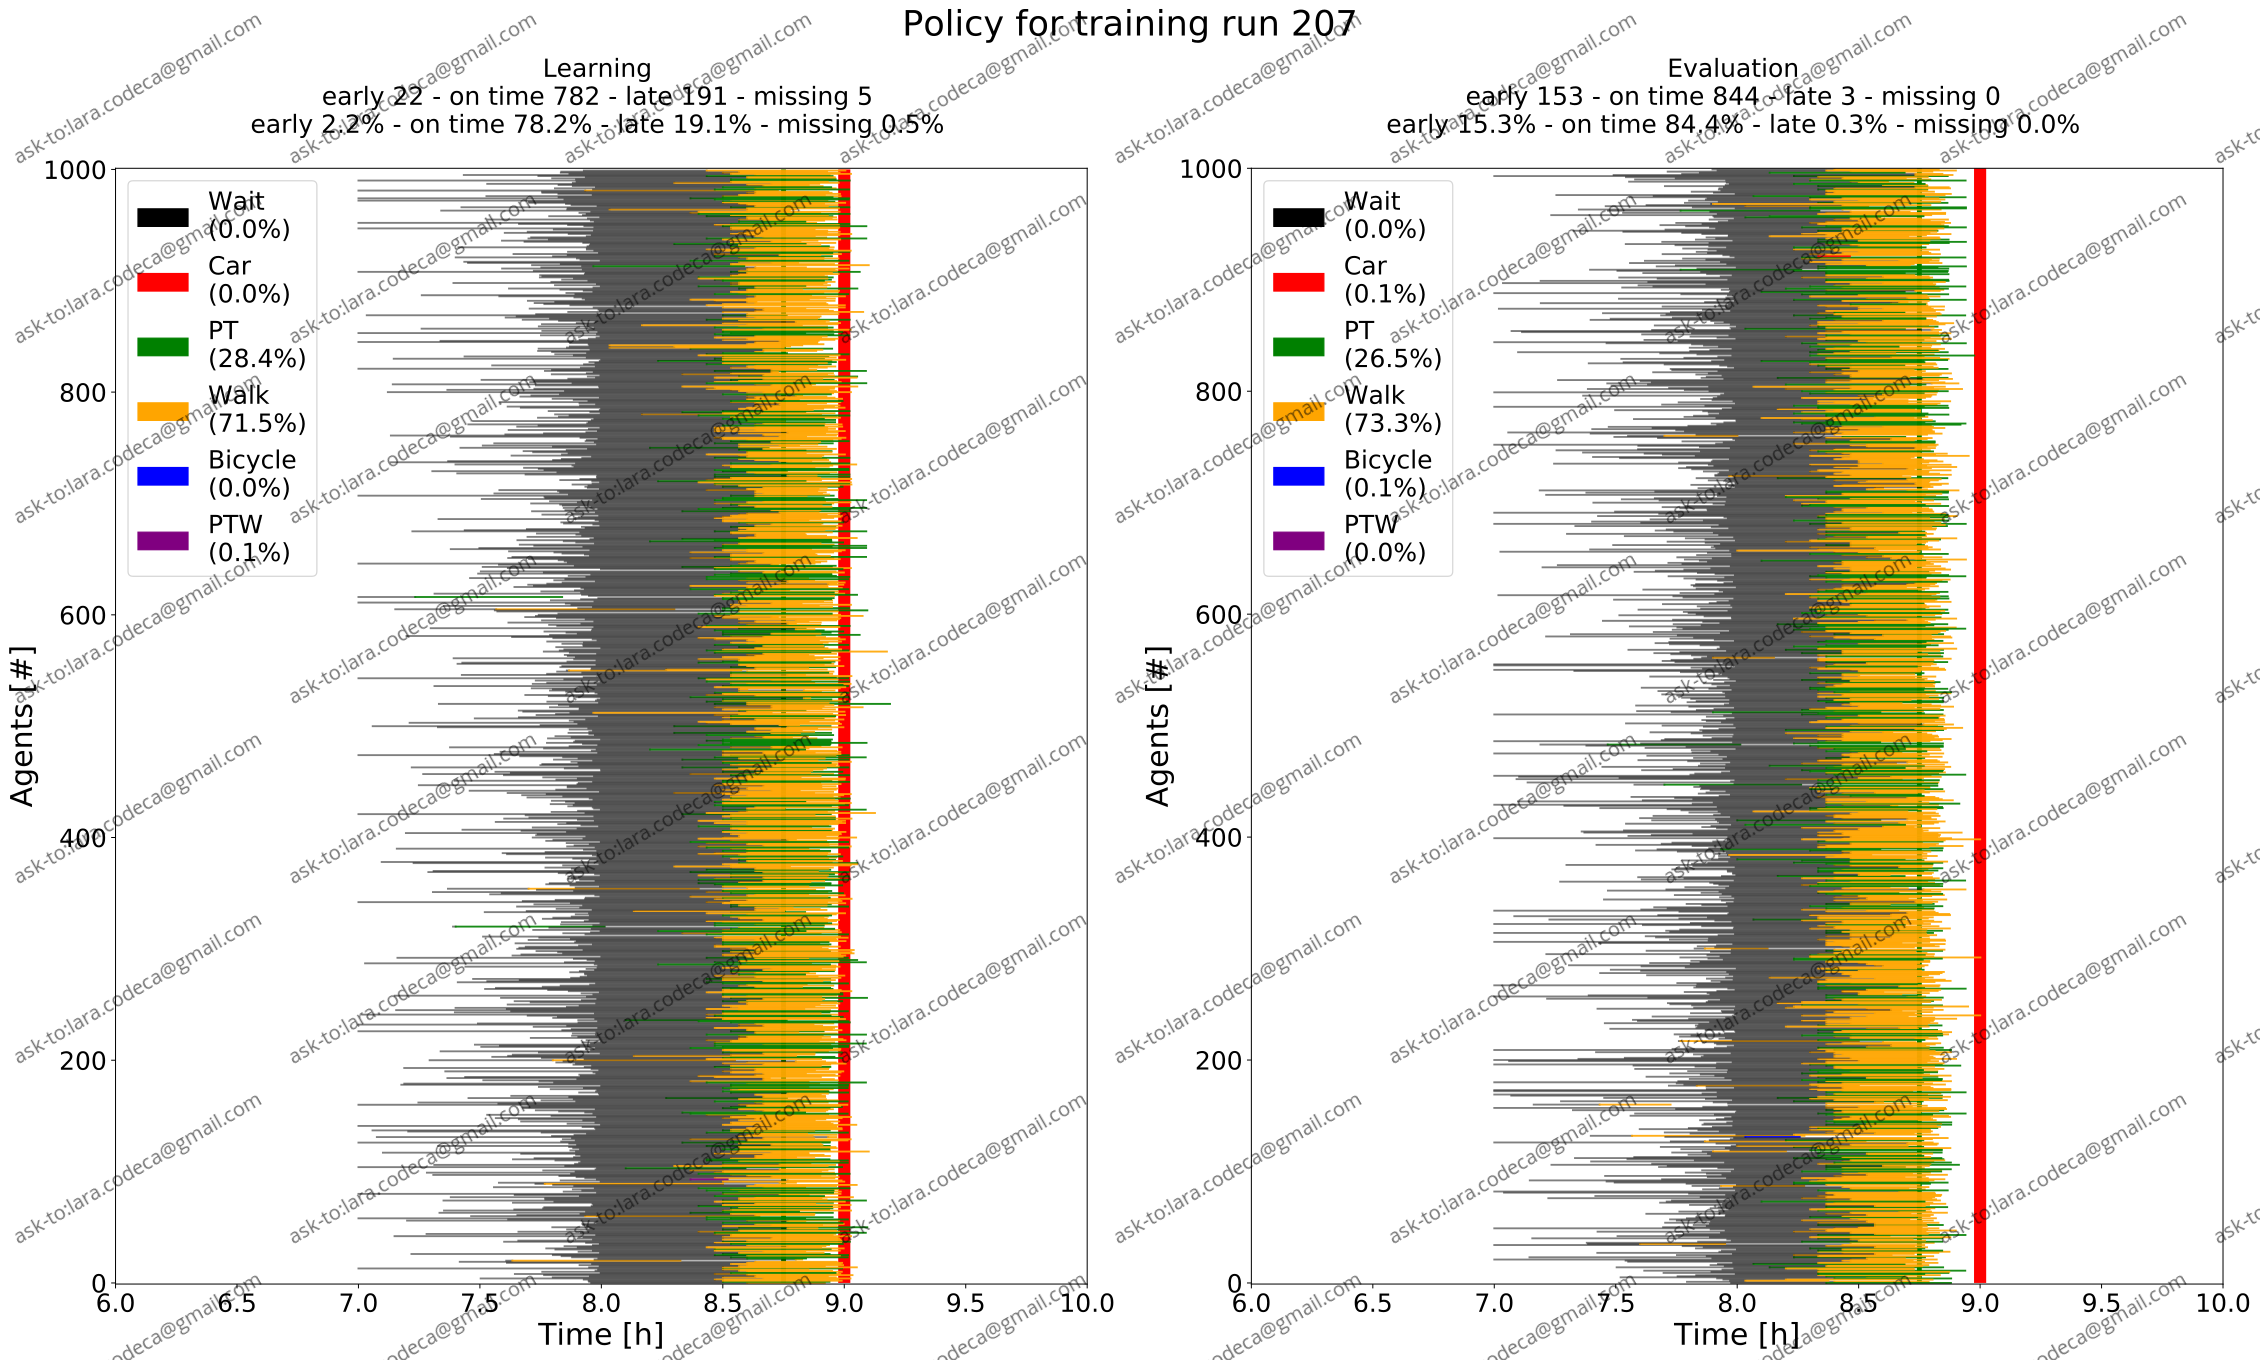 Policy for training run 207
Learning
early 22 - on time 782 - late 191 - missing 5
early 2.2% - on time 78.2% - late 19.1% - missing 0.5%
1000
800
600
400
200
0
Agents [#]
Wait
(0.0%)
Car
(0.0%)
PT
(28.4%)
Walk
(71.5%)
Bicycle
(0.0%)
PTW
(0.1%)
6.0 6.5 7.0 7.5 8.0 8.5 9.0 9.5 10.0
Time [h]
Evaluation
early 153 - on time 844 - late 3 - missing 0
early 15.3% - on time 84.4% - late 0.3% - missing 0.0%
1000
800
600
400
200
0
Agents [#]
Wait
(0.0%)
Car
(0.1%)
PT
(26.5%)
Walk
(73.3%)
Bicycle
(0.1%)
PTW
(0.0%)
6.0 6.5 7.0 7.5 8.0 8.5 9.0 9.5 10.0
Time [h]
ask-to:lara.codeca@gmail.com